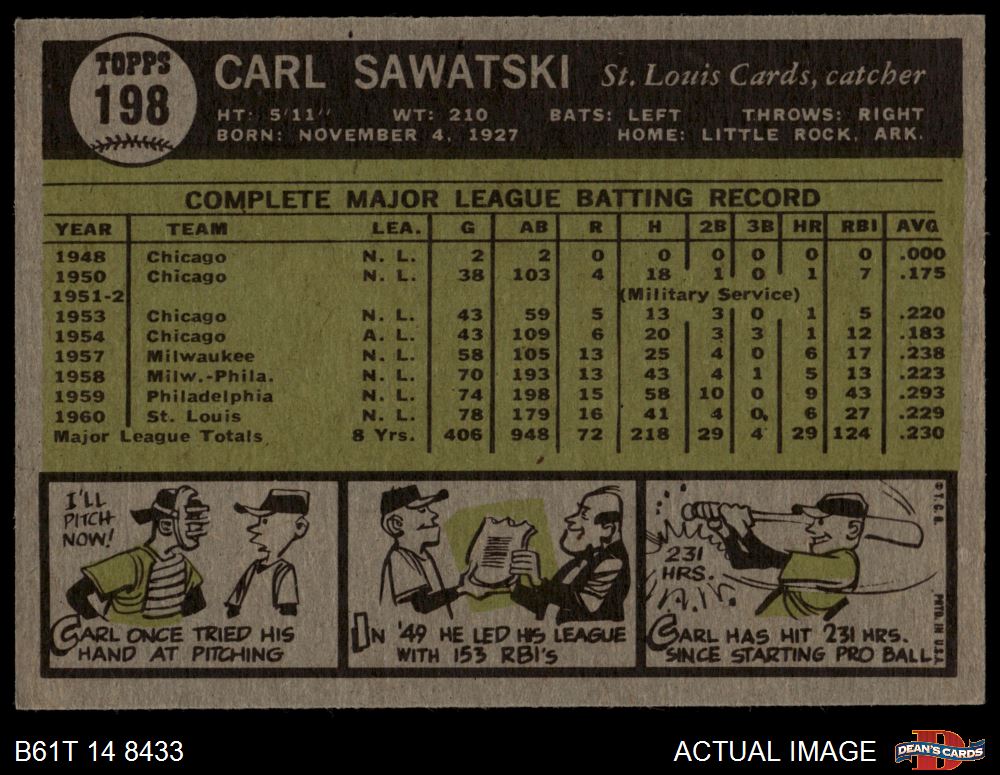 TOPPS
198
CARL SAWATSKI St. Louis Cards, catcher
HT: 5'11" WT: 210 BATS: LEFT THROWS: RIGHT
BORN: NOVEMBER 4, 1927 HOME: LITTLE ROCK, ARK.
COMPLETE MAJOR LEAGUE BATTING RECORD
YEAR TEAM LEA. G AB R H 2B 3B HR RBI AVG
1948 Chicago N. L. 2 2 0 0 0 0 0 0 .000
1950 Chicago N. L. 38 103 4 18 1 0 1 7 .175
1951-2 (Military Service)
1953 Chicago N. L. 43 59 5 13 3 0 1 5 .220
1954 Chicago A. L. 43 109 6 20 3 3 1 12 .183
1957 Milwaukee N. L. 58 105 13 25 4 0 6 17 .238
1958 Milw.-Phila. N. L. 70 193 13 43 4 1 5 13 .223
1959 Philadelphia N. L. 74 198 15 58 10 0 9 43 .293
1960 St. Louis N. L. 78 179 16 41 4 0 6 27 .229
Major League Totals 8 Yrs. 406 948 72 218 29 4 29 124 .230
I'LL
PITCH
NOW!
CARL ONCE TRIED HIS
HAND AT PITCHING
IN '49 HE LED HIS LEAGUE
WITH 153 RBI'S
231
HRS.
CARL HAS HIT 231 HRS.
SINCE STARTING PRO BALL
© T. C. G. PRTD. IN U.S.A.
B61T 14 8433
ACTUAL IMAGE
DEAN'S CARDS